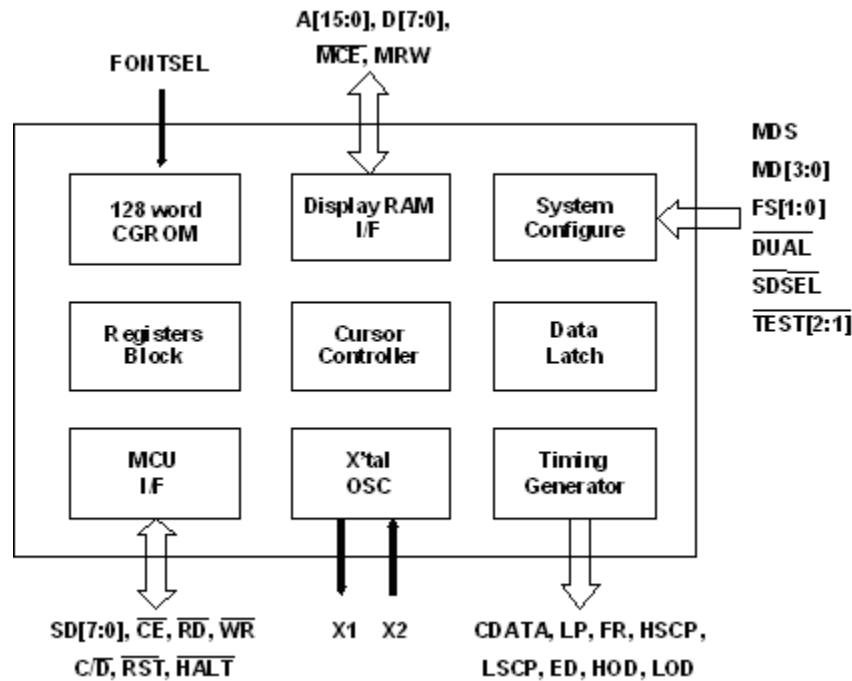 A[15:0], D[7:0],
MCE, MRW
FONTSEL
MDS
MD[3:0]
FS[1:0]
DUAL
SDSEL
TEST[2:1]
128 word
CGROM
Display RAM
I/F
System
Configure
Registers
Block
Cursor
Controller
Data
Latch
MCU
I/F
X'tal
OSC
Timing
Generator
SD[7:0], CE, RD, WR
C/D, RST, HALT
X1 X2
CDATA, LP, FR, HSCP,
LSCP, ED, HOD, LOD